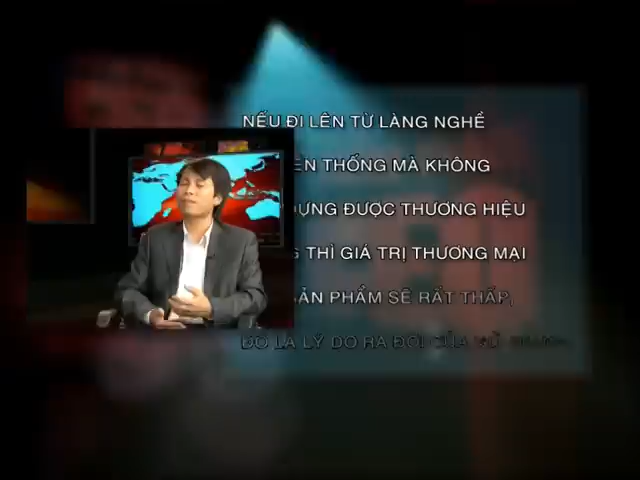 NẾU ĐI LÊN TỪ LÀNG NGHỀ
THỐNG MÀ KHÔNG
ĐƯỢC THƯƠNG HIỆU
THÌ GIÁ TRỊ THƯƠNG MẠI
PHẨM SẼ RẤT THẤP,
ĐÓ LÀ LÝ DO RA ĐỜI CỦA